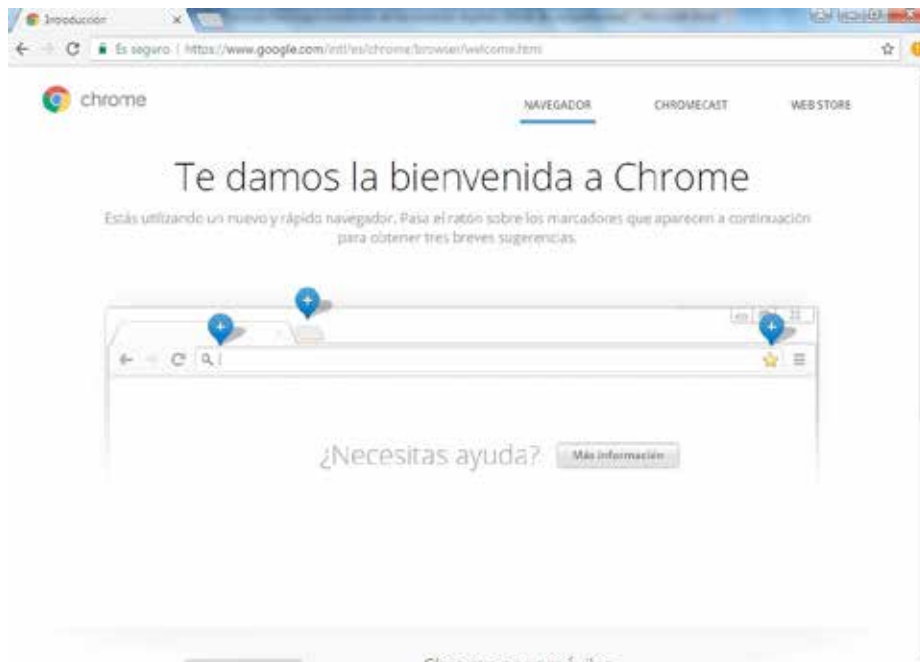 Introducción
Es seguro | https://www.google.com/intl/es/chrome/browser/welcome.html
chrome
NAVEGADOR CHROMECAST WEB STORE
Te damos la bienvenida a Chrome
Estás utilizando un nuevo y rápido navegador. Pasa el ratón sobre los marcadores que aparecen a continuación
para obtener tres breves sugerencias.
¿Necesitas ayuda? Más información